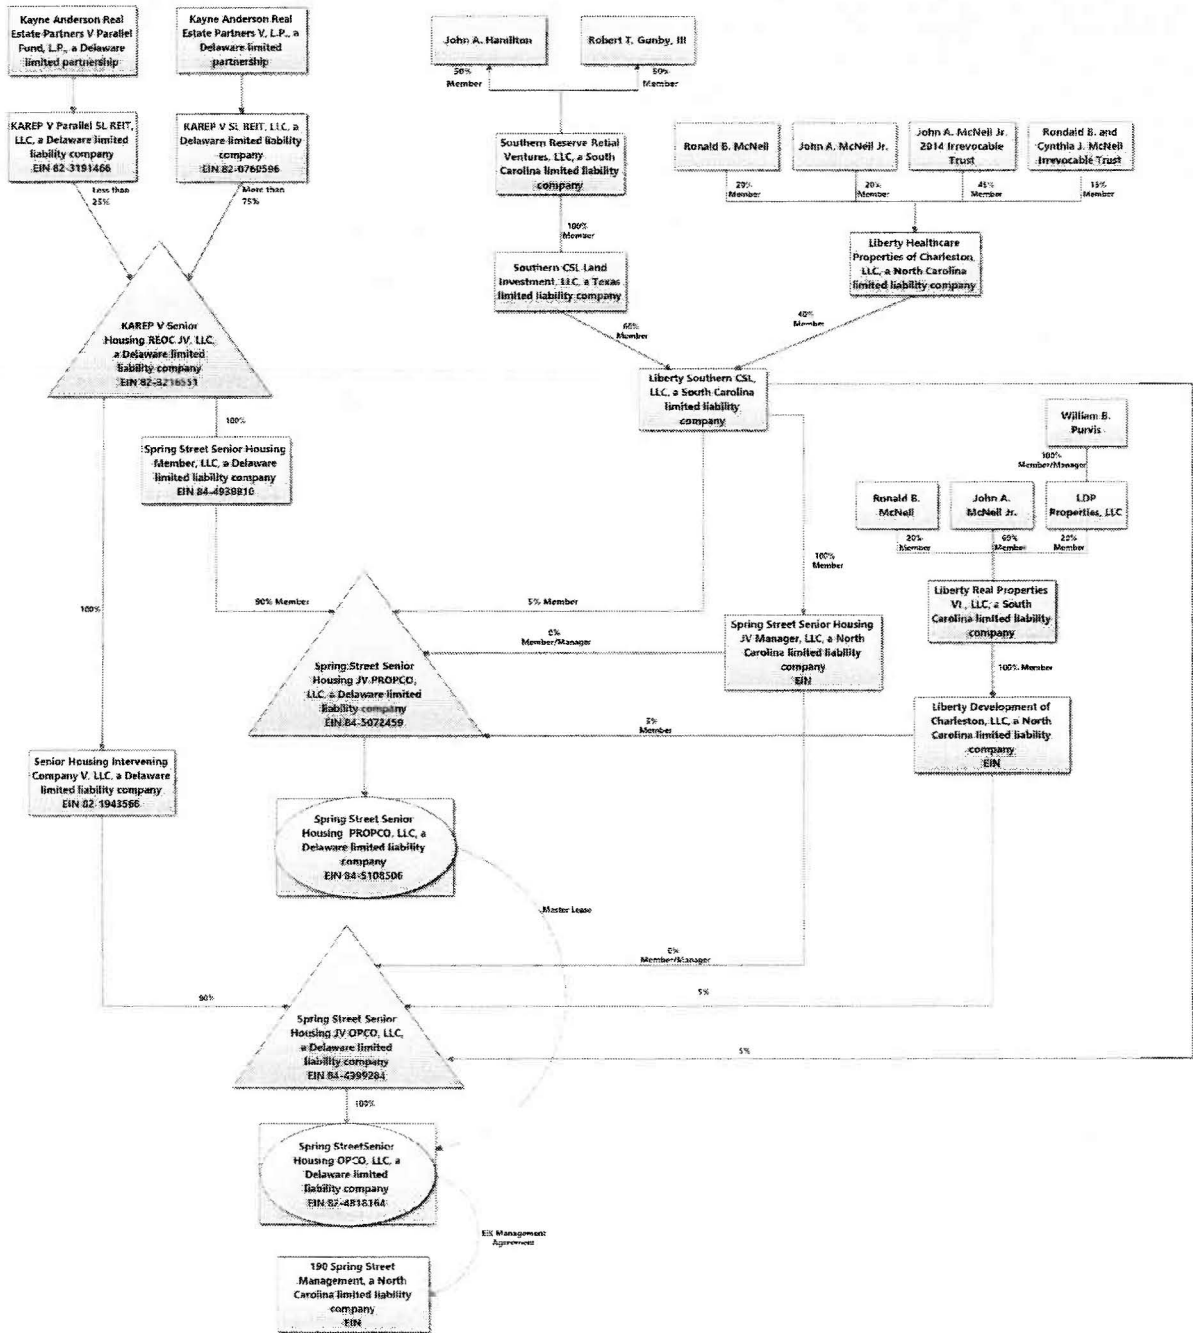 Kayne Anderson Real
Estate Partners V Parallel
Fund, L.P., a Delaware
limited partnership
Kayne Anderson Real
Estate Partners V, L.P., a
Delaware limited
partnership
John A. Hamilton
Robert T. Gunby, III
50%
Member
50%
Member
KAREP V Parallel SL REIT,
LLC, a Delaware limited
liability company
EIN 82-3191466
KAREP V SL REIT, LLC, a
Delaware limited liability
company
EIN 82-0760596
Southern Reserve Retial
Ventures, LLC, a South
Carolina limited liability
company
Ronald B. McNeil
John A. McNeil Jr.
John A. McNeil Jr.
2014 Irrevocable
Trust
Rondald B. and
Cynthia J. McNeil
Irrevocable Trust
Less than
25%
More than
75%
20%
Member
20%
Member
45%
Member
15%
Member
100%
Member
Southern CSL Land
Investment, LLC, a Texas
limited liability company
Liberty Healthcare
Properties of Charleston,
LLC, a North Carolina
limited liability company
KAREP V Senior
Housing REOC JV, LLC,
a Delaware limited
liability company
EIN 82-3216551
60%
Member
40%
Member
Liberty Southern CSL,
LLC, a South Carolina
limited liability
company
100%
Spring Street Senior Housing
Member, LLC, a Delaware
limited liability company
EIN 84-4938810
William B.
Purvis
100%
Member/Manager
Ronald B.
McNeil
John A.
McNeil Jr.
LDP
Properties, LLC
20%
Member
60%
Member
20%
Member
100%
Member
100%
90% Member
5% Member
Liberty Real Properties
VI, LLC, a South
Carolina limited liability
company
0%
Member/Manager
Spring Street Senior Housing
JV Manager, LLC, a North
Carolina limited liability
company
EIN
100% Member
Spring Street Senior
Housing JV PROPCO,
LLC, a Delaware limited
liability company
EIN 84-5072459
5%
Member
Liberty Development of
Charleston, LLC, a North
Carolina limited liability
company
EIN
Senior Housing Intervening
Company V, LLC, a Delaware
limited liability company
EIN 82-1943566
Spring Street Senior
Housing PROPCO, LLC, a
Delaware limited liability
company
EIN 84-5108506
Master Lease
0%
Member/Manager
90%
5%
Spring Street Senior
Housing JV OPCO, LLC,
a Delaware limited
liability company
EIN 84-4399284
5%
100%
Spring StreetSenior
Housing OPCO, LLC, a
Delaware limited
liability company
EIN 82-4818164
EIK Management
Agreement
190 Spring Street
Management, a North
Carolina limited liability
company
EIN